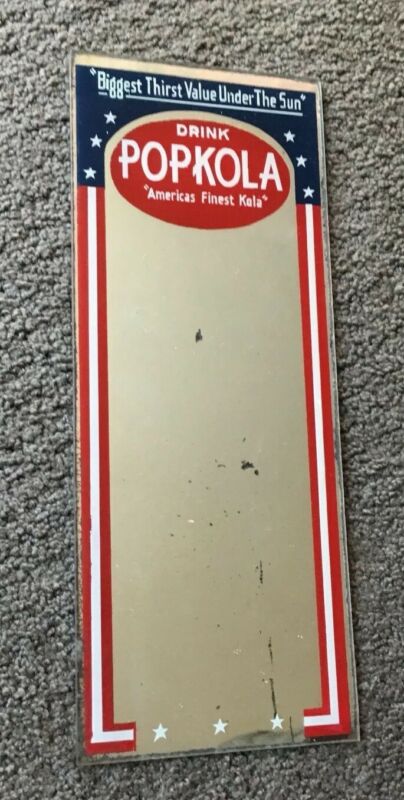 "Biggest Thirst Value Under The Sun"
DRINK
POPKOLA
"Americas Finest Kola"